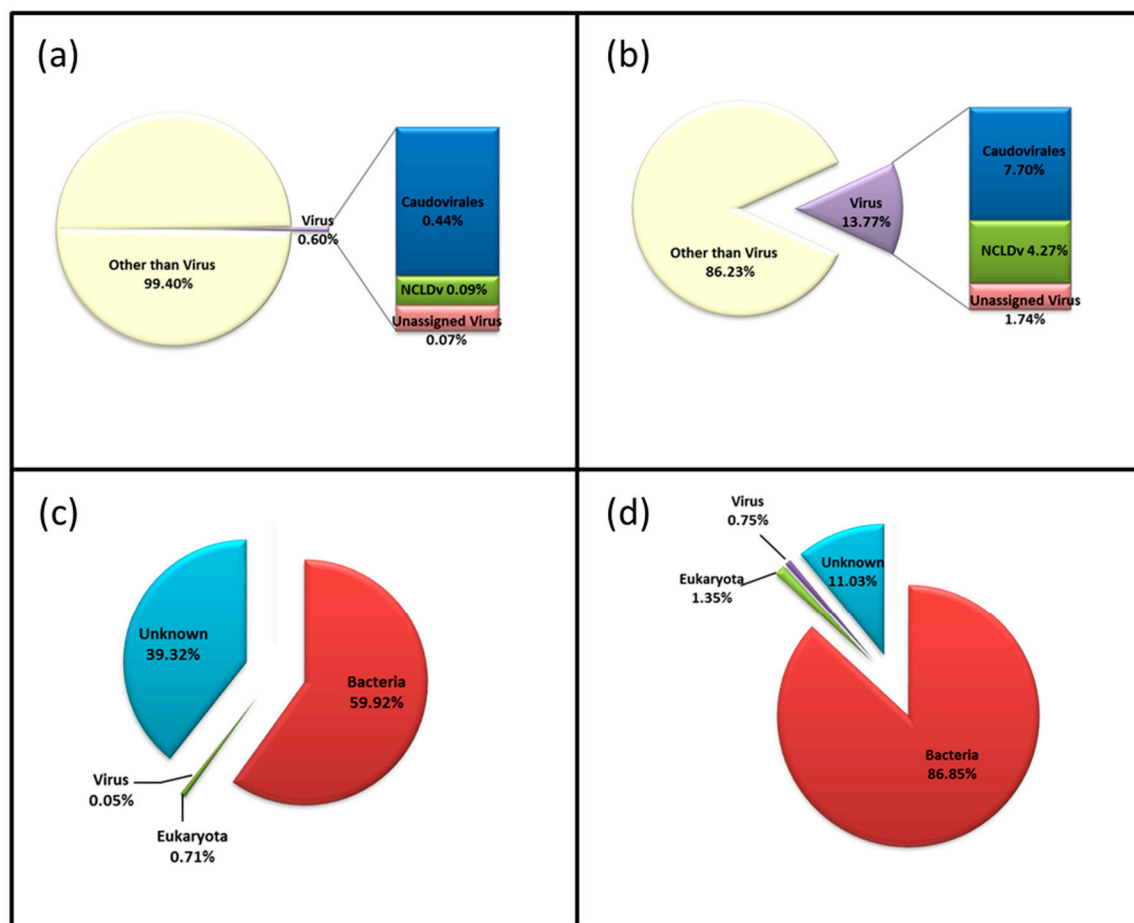 (a)
Other than Virus
99.40%
Virus
0.60%
Caudovirales
0.44%
NCLDv 0.09%
Unassigned Virus
0.07%
(b)
Other than Virus
86.23%
Virus
13.77%
Caudovirales
7.70%
NCLDv 4.27%
Unassigned Virus
1.74%
(c)
Unknown
39.32%
Bacteria
59.92%
Virus
0.05%
Eukaryota
0.71%
(d)
Virus
0.75%
Eukaryota
1.35%
Unknown
11.03%
Bacteria
86.85%